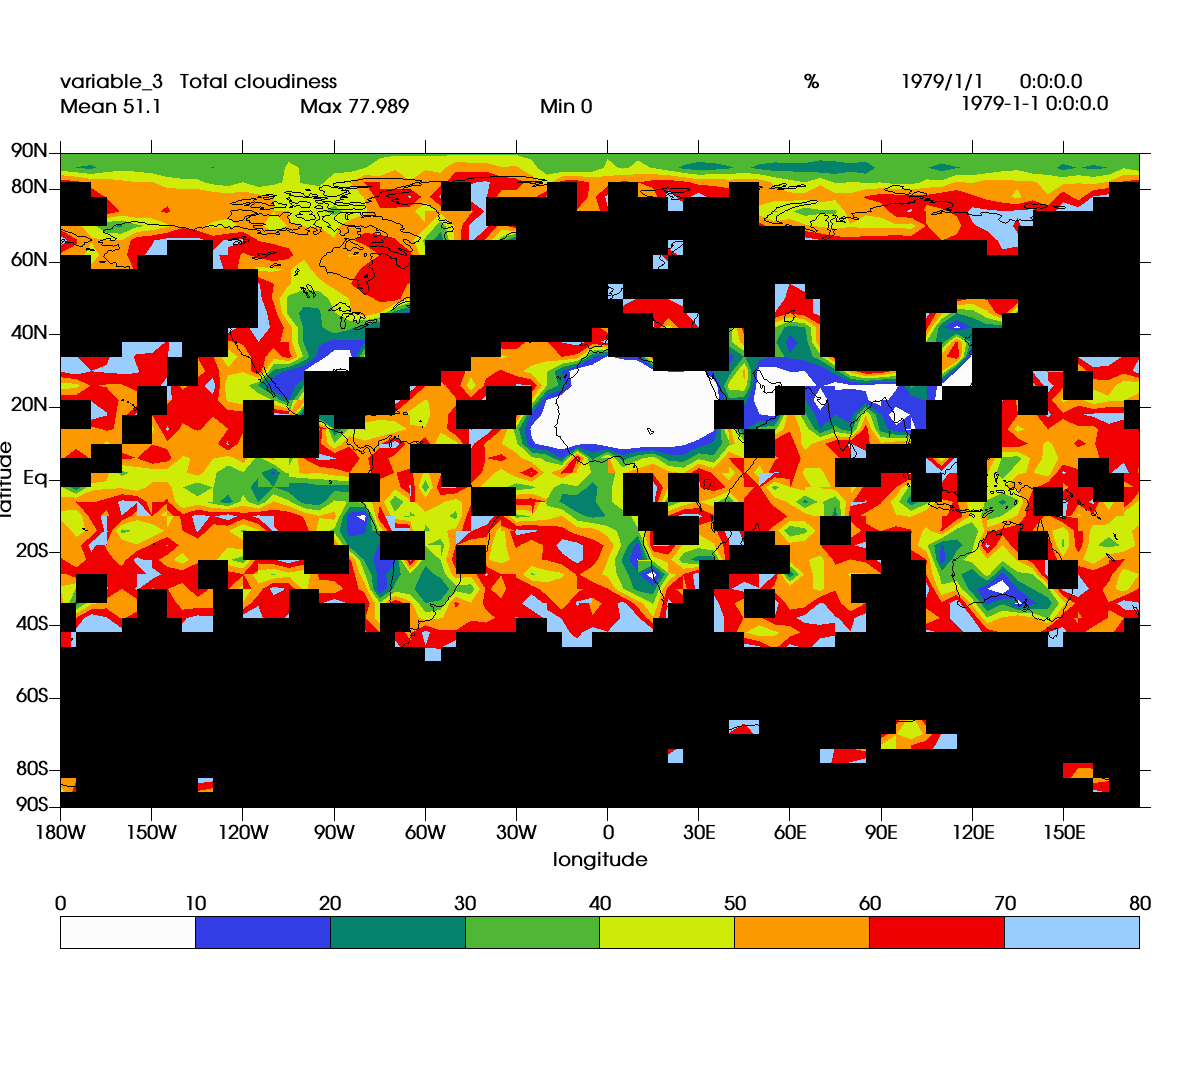 variable_3 Total cloudiness % 1979/1/1 0:0:0.0
Mean 51.1 Max 77.989 Min 0 1979-1-1 0:0:0.0
90N
80N
60N
40N
20N
Eq
20S
40S
60S
80S
90S
latitude
180W 150W 120W 90W 60W 30W 0 30E 60E 90E 120E 150E
longitude
0 10 20 30 40 50 60 70 80